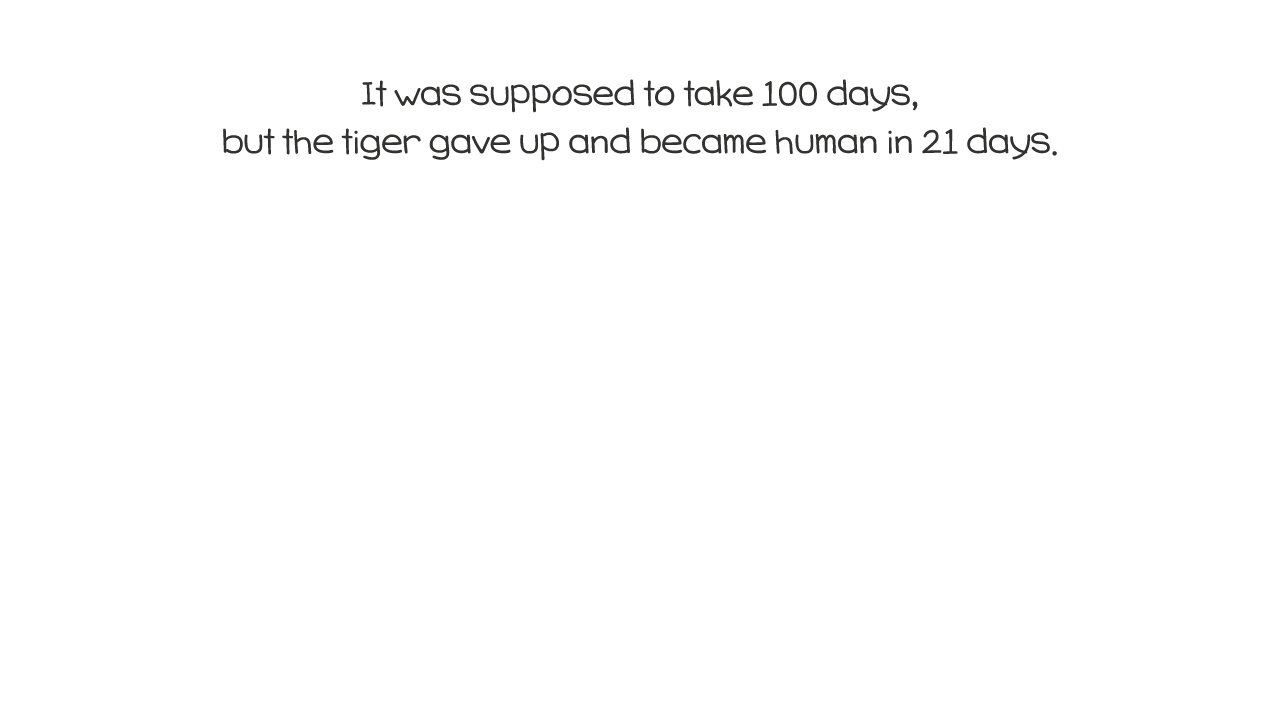 It was supposed to take 100 days,
but the tiger gave up and became human in 21 days.